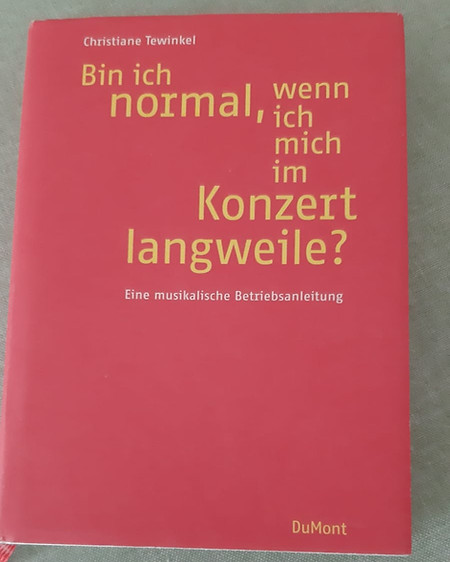 Christiane Tewinkel
Bin ich
normal, wenn
ich
mich
im
Konzert
langweile?
Eine musikalische Betriebsanleitung
DuMont